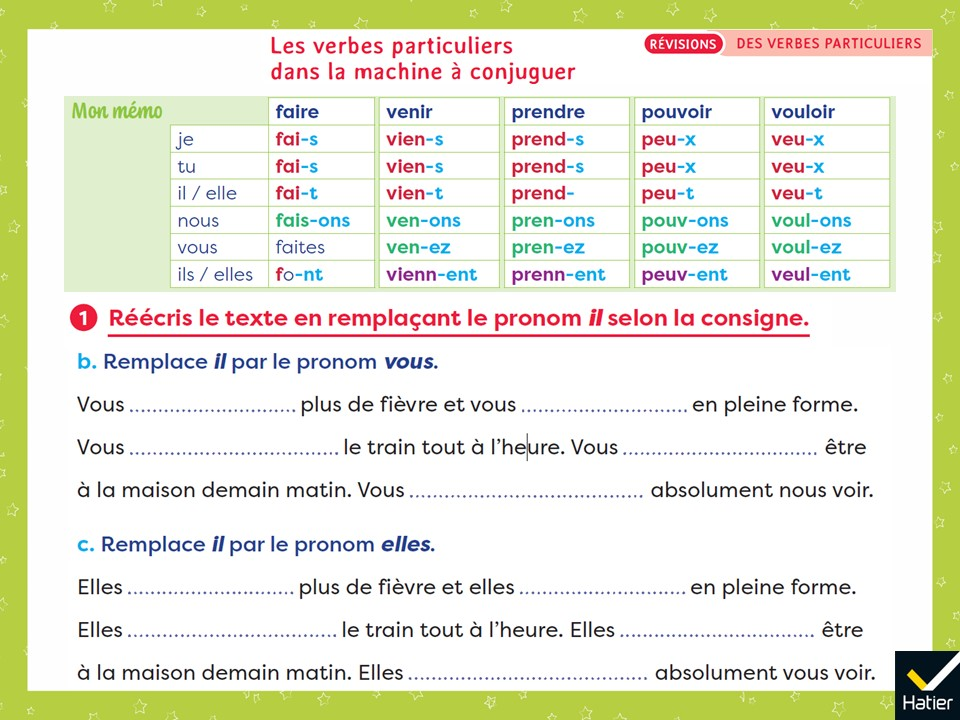 Les verbes particuliers
dans la machine à conjuguer
RÉVISIONS DES VERBES PARTICULIERS
Mon mémo faire venir prendre pouvoir vouloir
je fai-s vien-s prend-s peu-x veu-x
tu fai-s vien-s prend-s peu-x veu-x
il / elle fai-t vien-t prend- peu-t veu-t
nous fais-ons ven-ons pren-ons pouv-ons voul-ons
vous faites ven-ez pren-ez pouv-ez voul-ez
ils / elles fo-nt vienn-ent prenn-ent peuv-ent veul-ent
1 Réécris le texte en remplaçant le pronom il selon la consigne.
b. Remplace il par le pronom vous.
Vous ............................. plus de fièvre et vous ............................. en pleine forme.
Vous .................................... le train tout à l'heure. Vous .................................. être
à la maison demain matin. Vous ........................................ absolument nous voir.
c. Remplace il par le pronom elles.
Elles ............................. plus de fièvre et elles ............................. en pleine forme.
Elles .................................... le train tout à l'heure. Elles .................................. être
à la maison demain matin. Elles .......................................... absolument vous voir.
Hatier